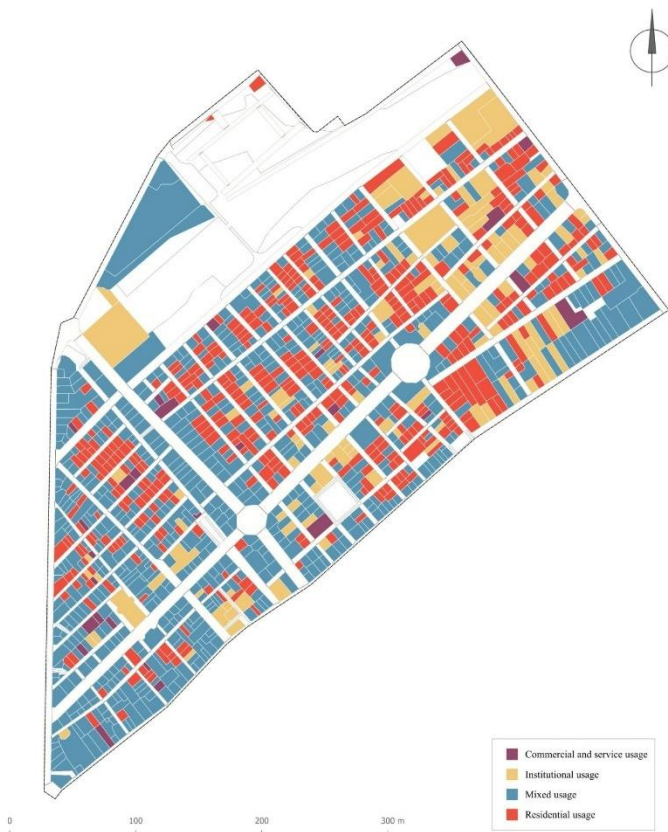 Commercial and service usage
Institutional usage
Mixed usage
Residential usage
0 100 200 300 m